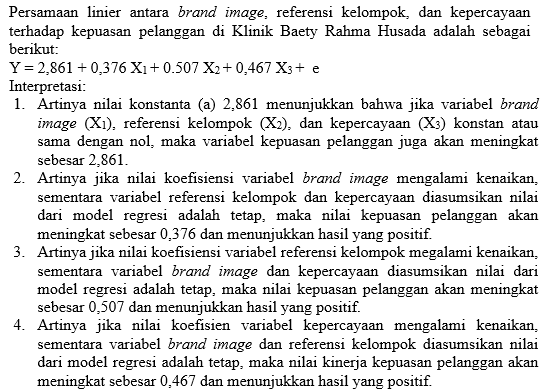 Persamaan linier antara brand image, referensi kelompok, dan kepercayaan
terhadap kepuasan pelanggan di Klinik Baety Rahma Husada adalah sebagai
berikut:
Y = 2,861 + 0,376 X1 + 0.507 X2 + 0,467 X3 + e
Interpretasi:
1. Artinya nilai konstanta (a) 2,861 menunjukkan bahwa jika variabel brand
image (X1), referensi kelompok (X2), dan kepercayaan (X3) konstan atau
sama dengan nol, maka variabel kepuasan pelanggan juga akan meningkat
sebesar 2,861.
2. Artinya jika nilai koefisiensi variabel brand image mengalami kenaikan,
sementara variabel referensi kelompok dan kepercayaan diasumsikan nilai
dari model regresi adalah tetap, maka nilai kepuasan pelanggan akan
meningkat sebesar 0,376 dan menunjukkan hasil yang positif.
3. Artinya jika nilai koefisiensi variabel referensi kelompok megalami kenaikan,
sementara variabel brand image dan kepercayaan diasumsikan nilai dari
model regresi adalah tetap, maka nilai kepuasan pelanggan akan meningkat
sebesar 0,507 dan menunjukkan hasil yang positif.
4. Artinya jika nilai koefisien variabel kepercayaan mengalami kenaikan,
sementara variabel brand image dan referensi kelompok diasumsikan nilai
dari model regresi adalah tetap, maka nilai kinerja kepuasan pelanggan akan
meningkat sebesar 0,467 dan menunjukkan hasil yang positif.